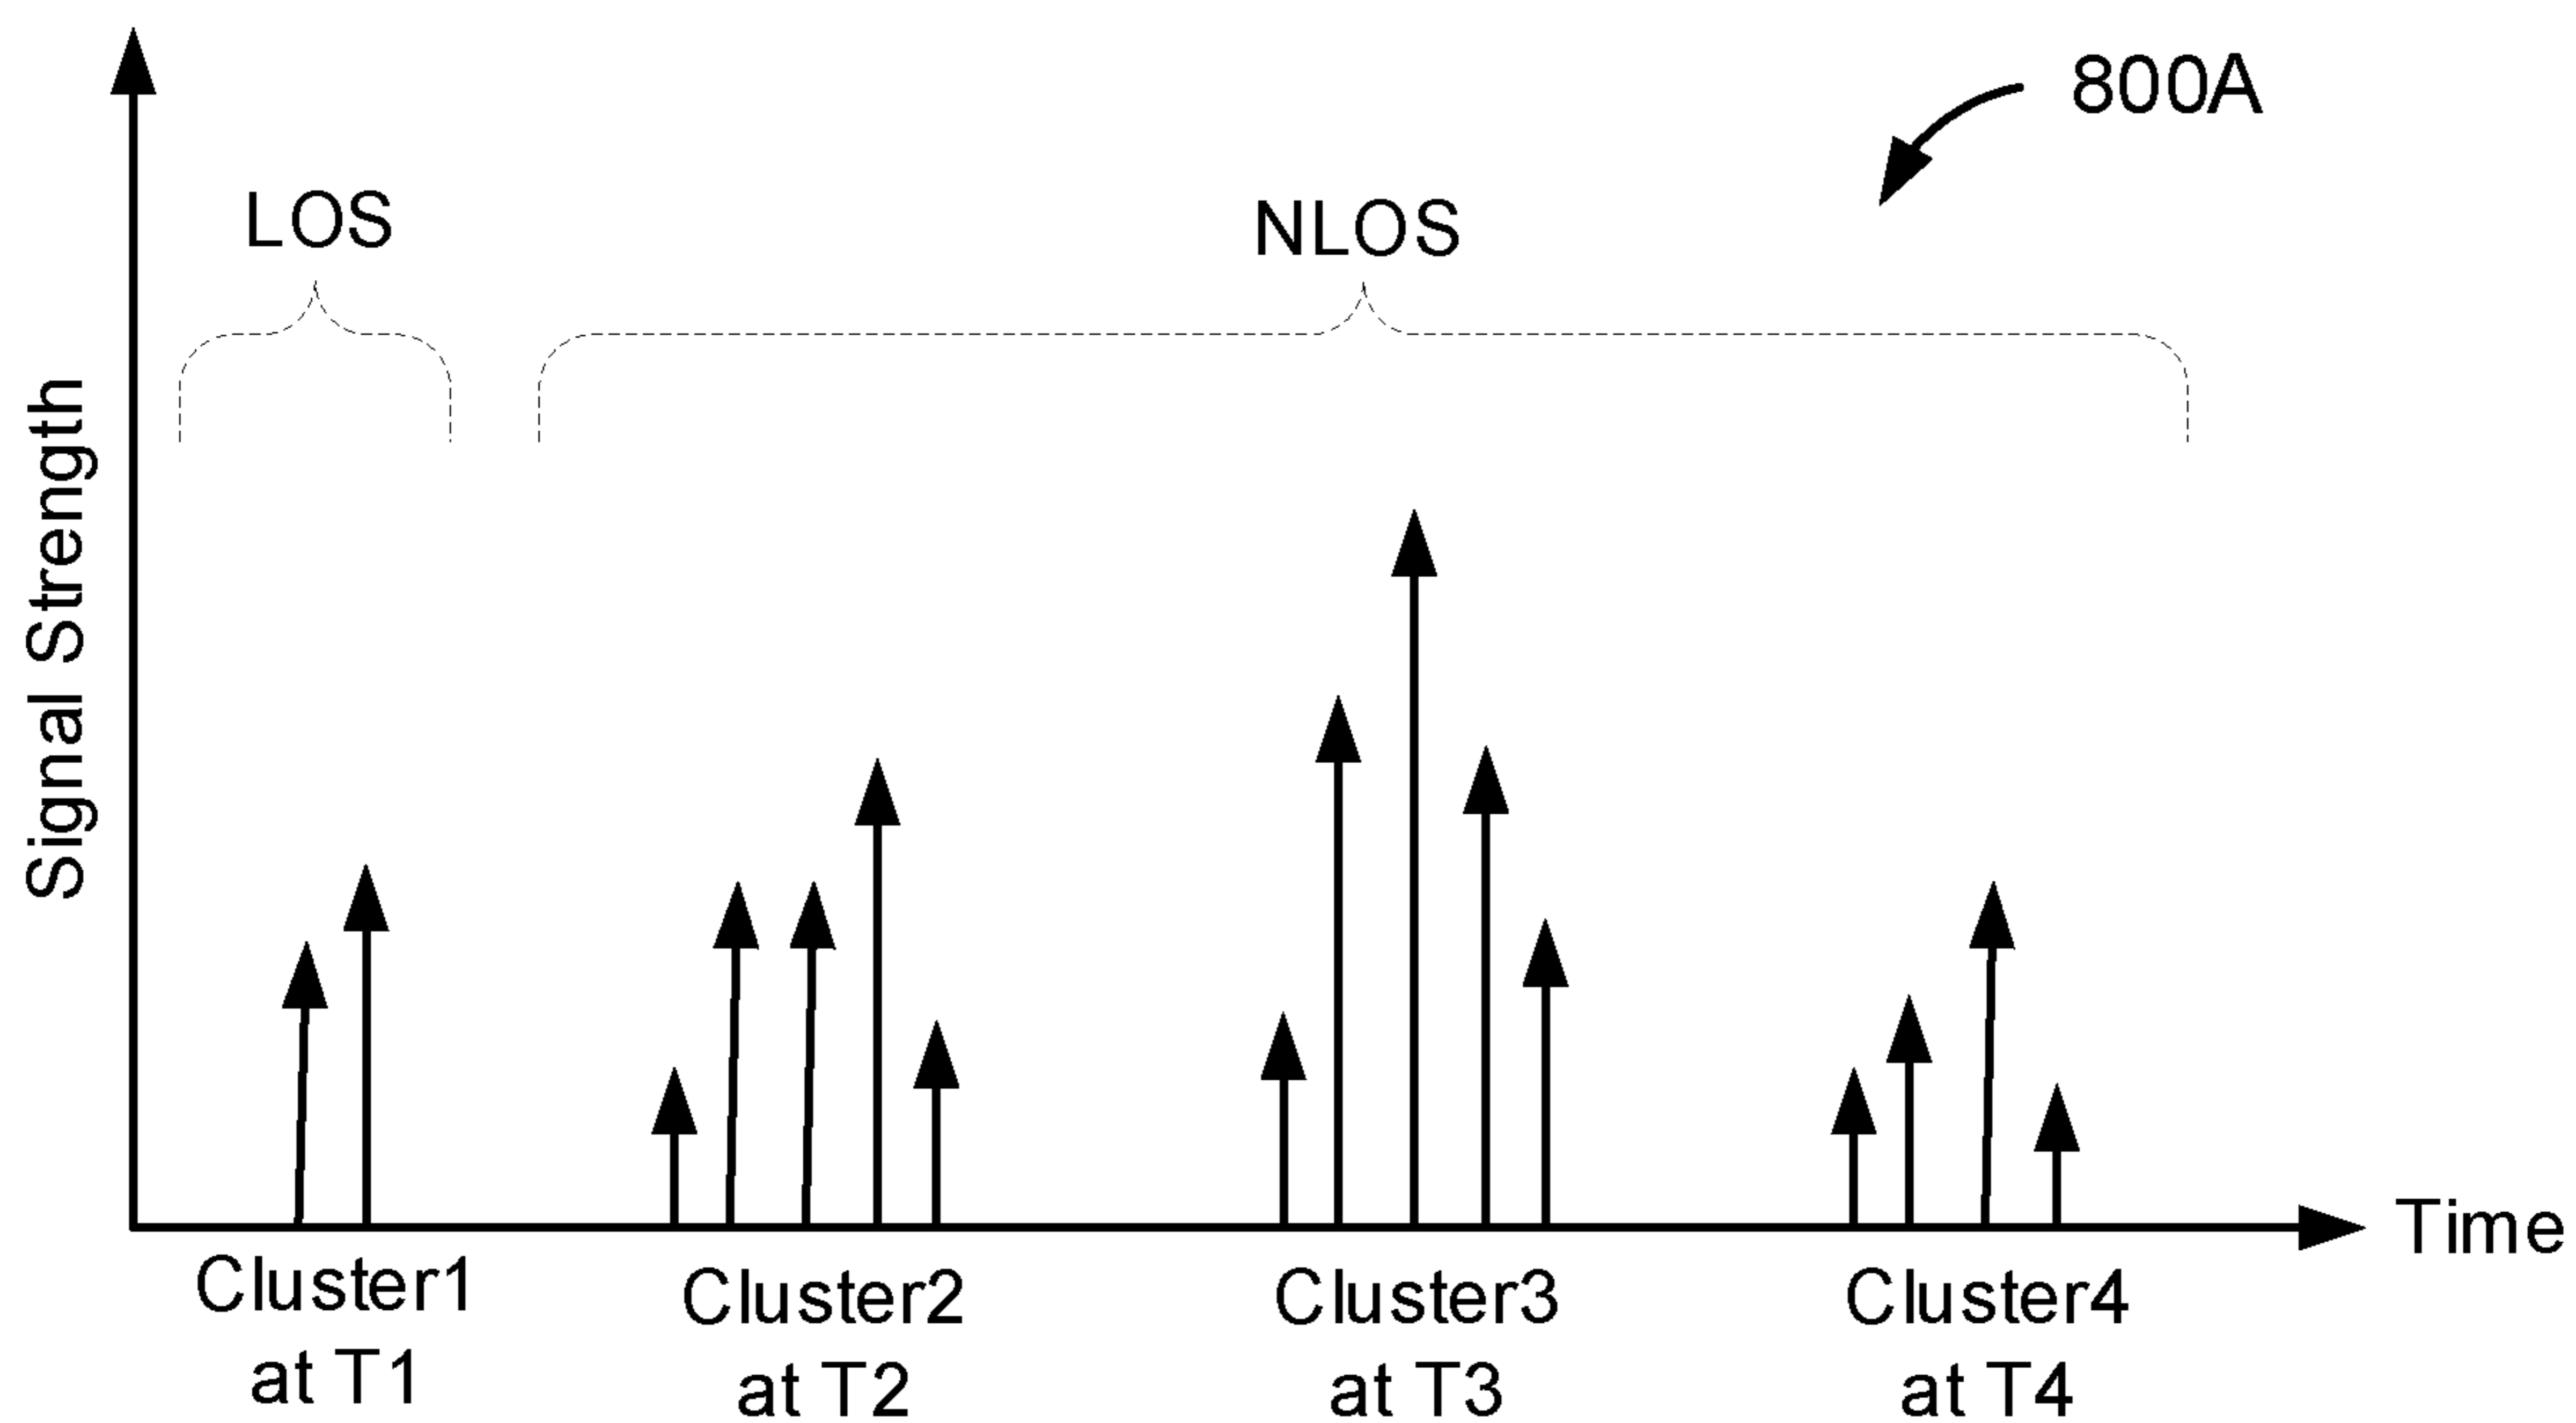 800A
LOS
NLOS
Signal Strength
Time
Cluster1
at T1
Cluster2
at T2
Cluster3
at T3
Cluster4
at T4